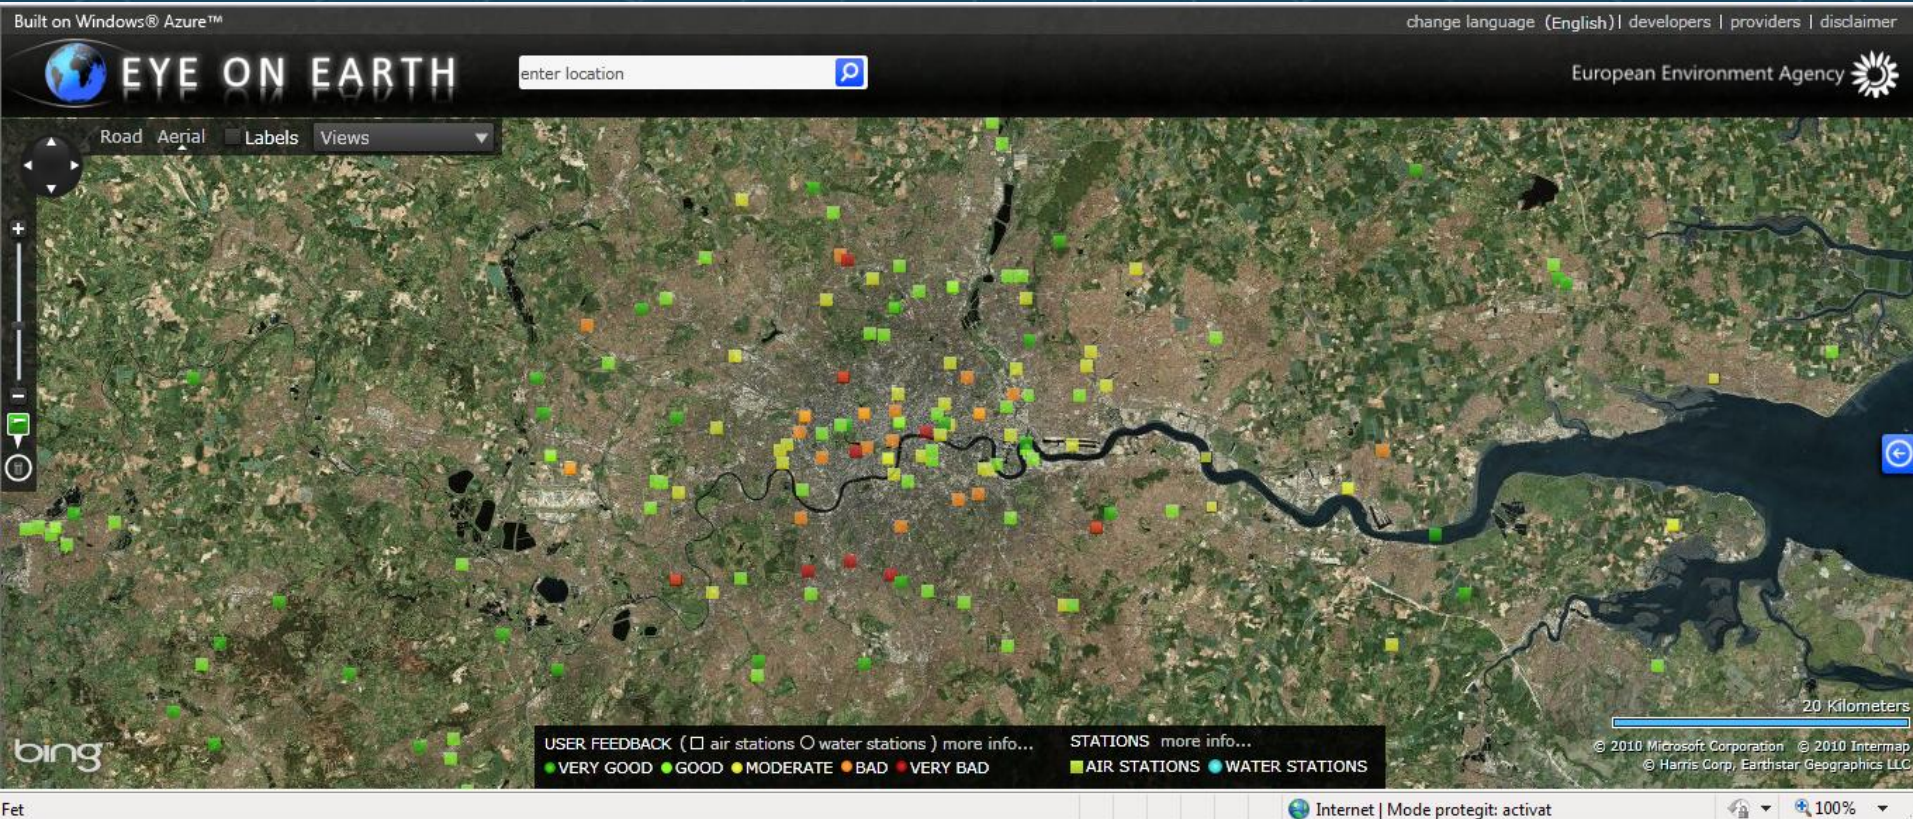 Built on Windows® Azure™
change language (English) | developers | providers | disclaimer
EYE ON EARTH
enter location
European Environment Agency
Road Aerial Labels Views
20 Kilometers
USER FEEDBACK ( air stations water stations ) more info...
STATIONS more info...
VERY GOOD GOOD MODERATE BAD VERY BAD
AIR STATIONS WATER STATIONS
bing™
© 2010 Microsoft Corporation © 2010 Intermap
© Harris Corp, Earthstar Geographics LLC
Fet
Internet | Mode protegit: activat
100%